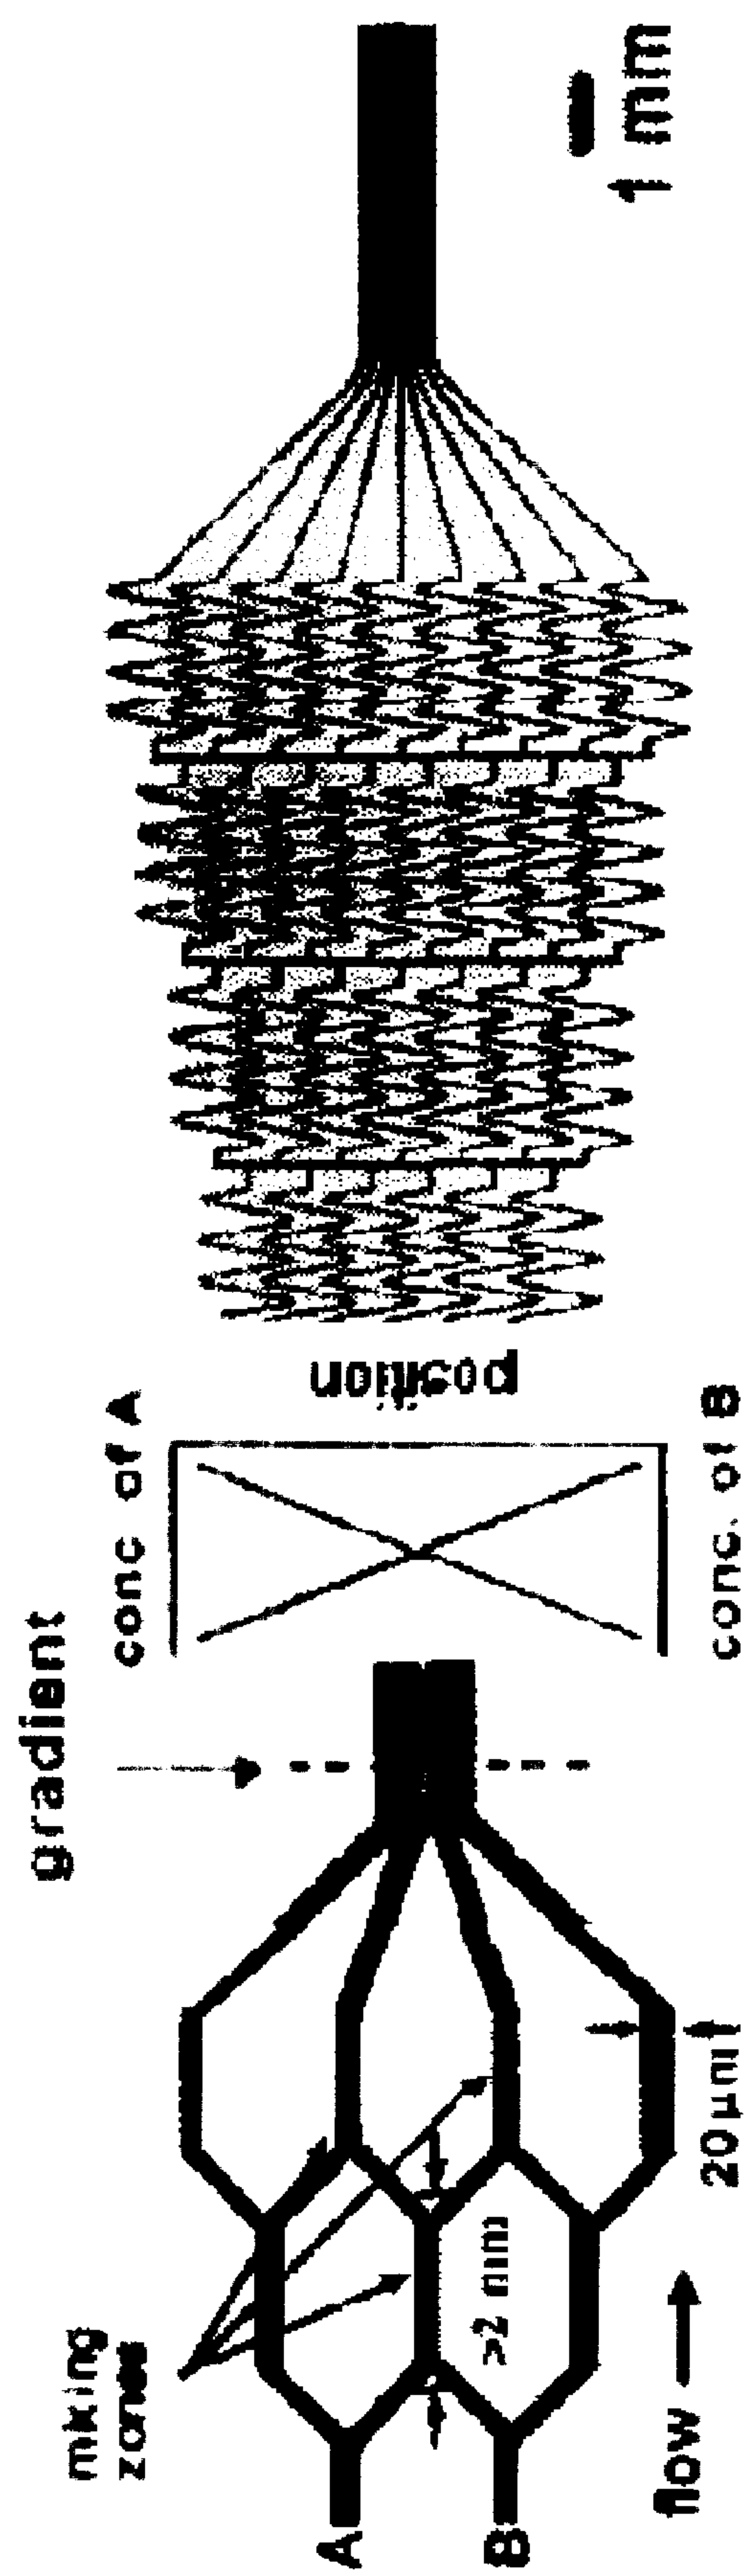 gradient
mixing
zones
A
B
>2 mm
20 µm
flow
conc of A
position
conc. of B
1 mm